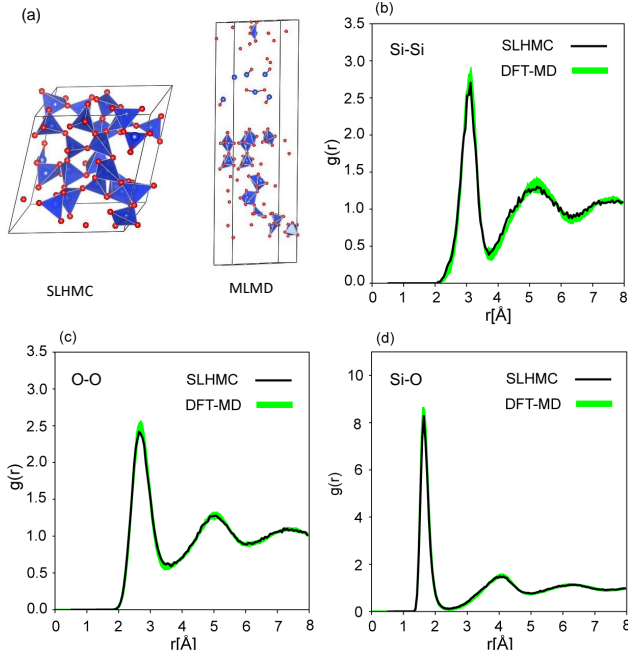 (a)
SLHMC
MLMD
(b)
Si-Si
SLHMC
DFT-MD
g(r)
3.5
3.0
2.5
2.0
1.5
1.0
0.5
0.0
0 1 2 3 4 5 6 7 8
r[Å]
(c)
O-O
SLHMC
DFT-MD
g(r)
3.5
3.0
2.5
2.0
1.5
1.0
0.5
0.0
0 1 2 3 4 5 6 7 8
r[Å]
(d)
Si-O
SLHMC
DFT-MD
g(r)
10
8
6
4
2
0
0 1 2 3 4 5 6 7 8
r[Å]